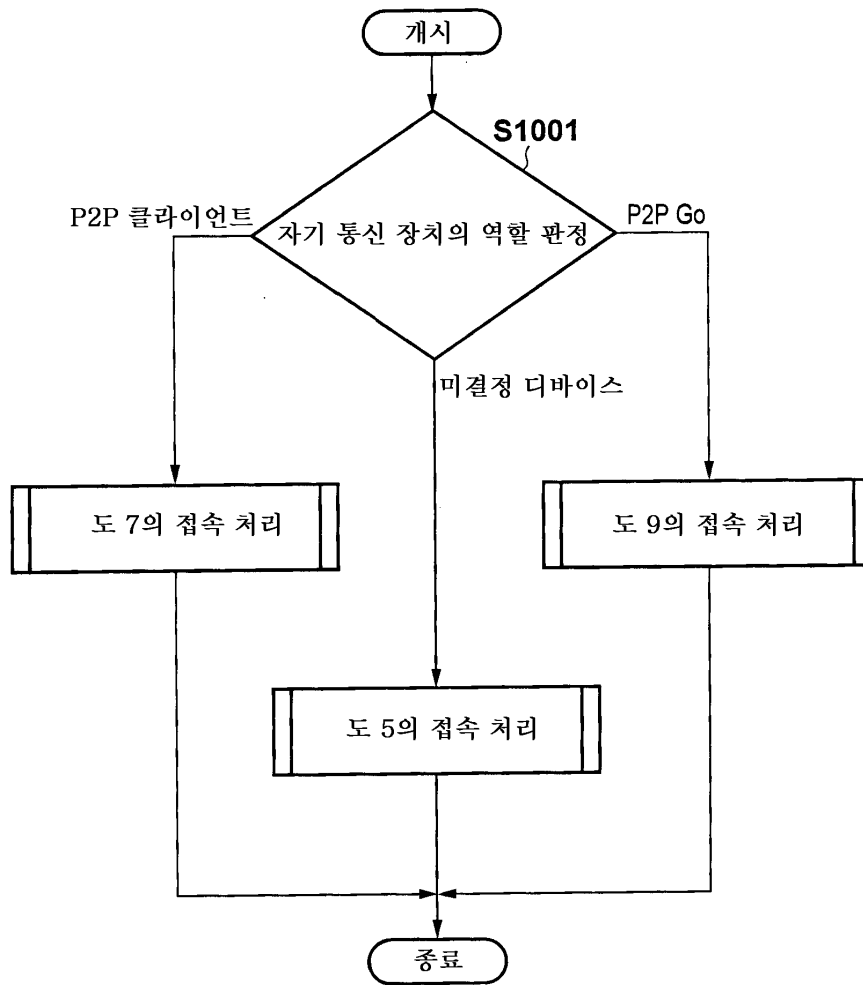 개시
S1001
P2P 클라이언트
자기 통신 장치의 역할 판정
P2P Go
미결정 디바이스
도 7의 접속 처리
도 9의 접속 처리
도 5의 접속 처리
종료